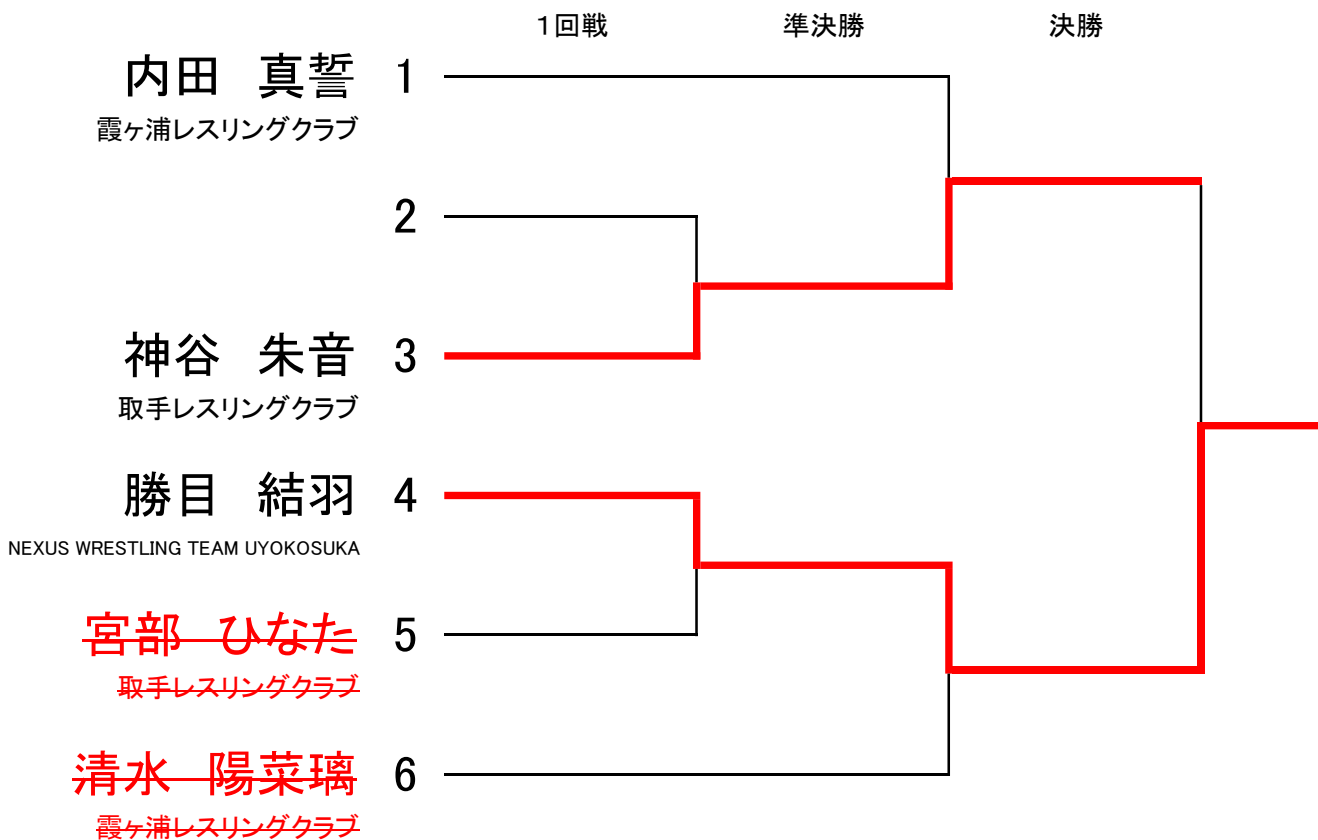 1回戦 準決勝 決勝
内田 真誓 1
霞ヶ浦レスリングクラブ
2
神谷 朱音 3
取手レスリングクラブ
勝目 結羽 4
NEXUS WRESTLING TEAM UYOKOSUKA
宮部 ひなた 5
取手レスリングクラブ
清水 陽菜璃 6
霞ヶ浦レスリングクラブ